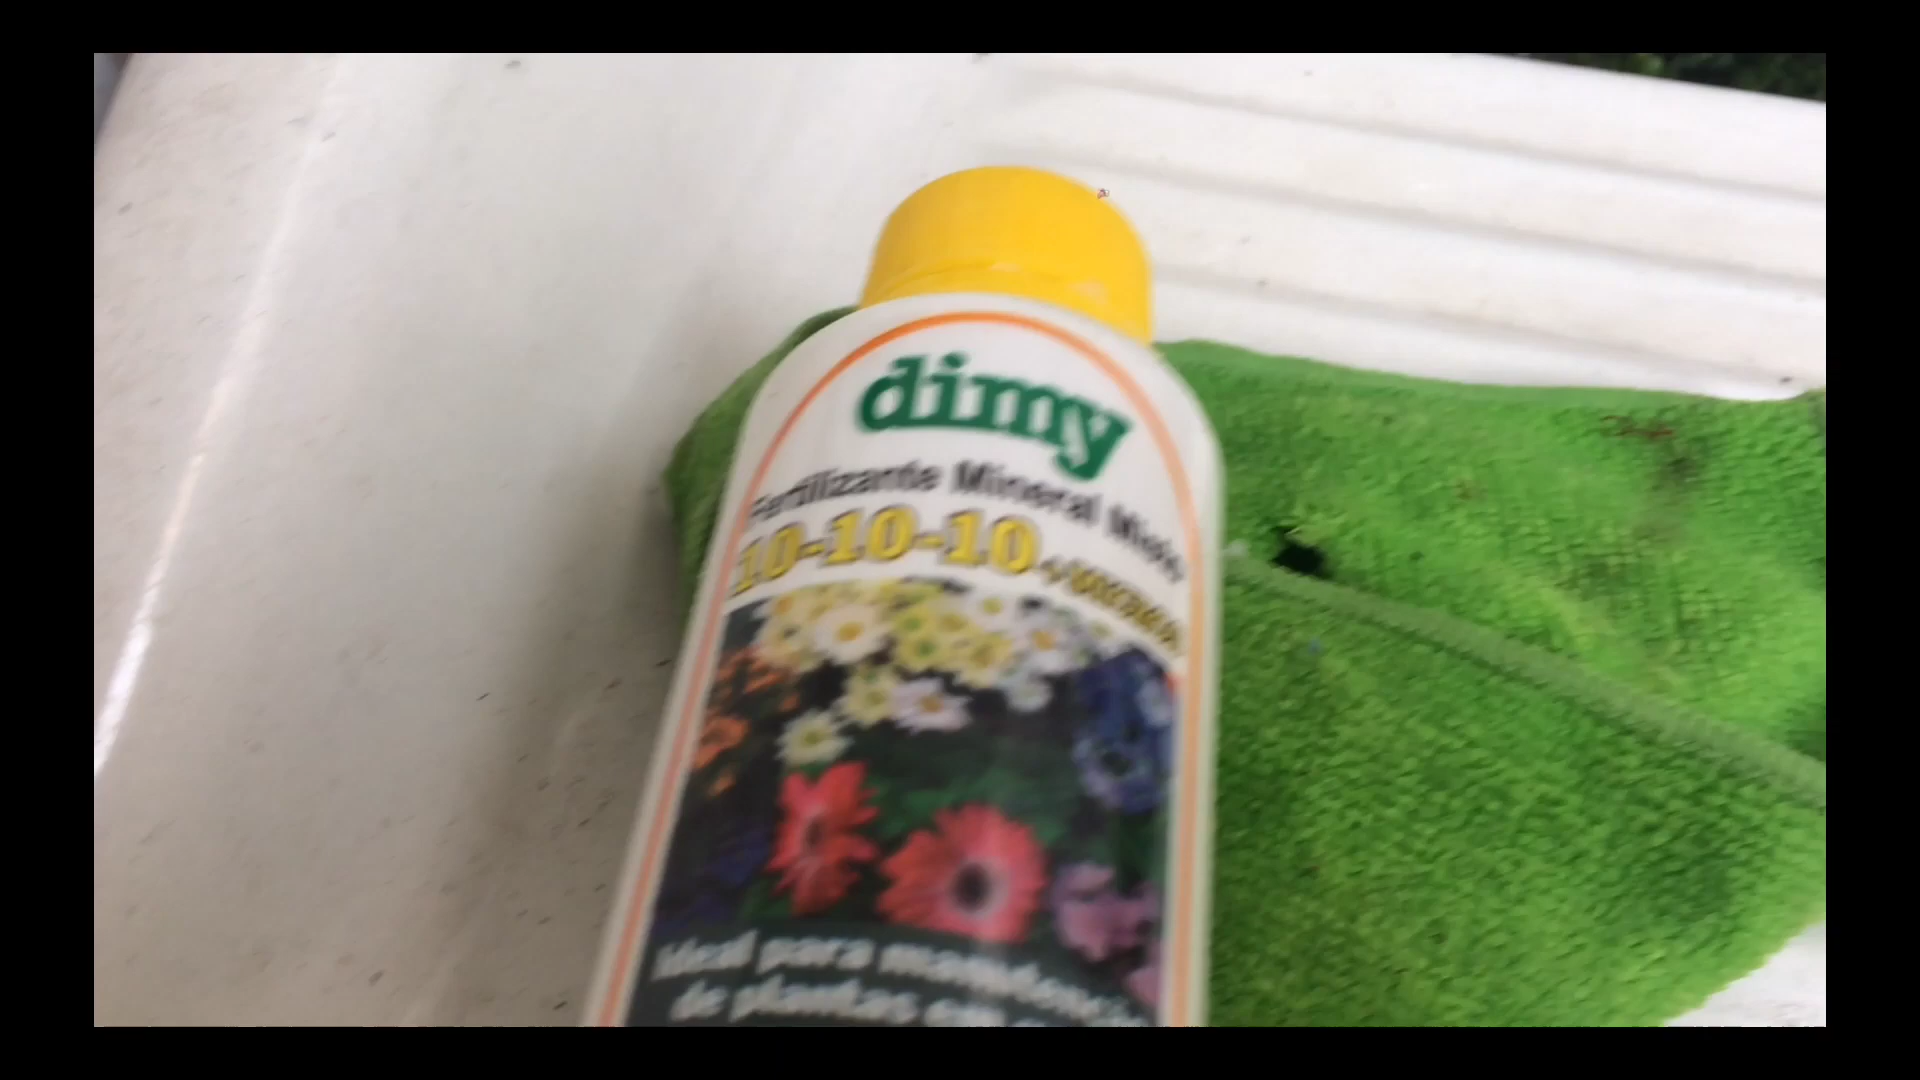 dimy
Fertilizante Mineral Misto
10-10-10
Ideal para manutenção
de plantas em